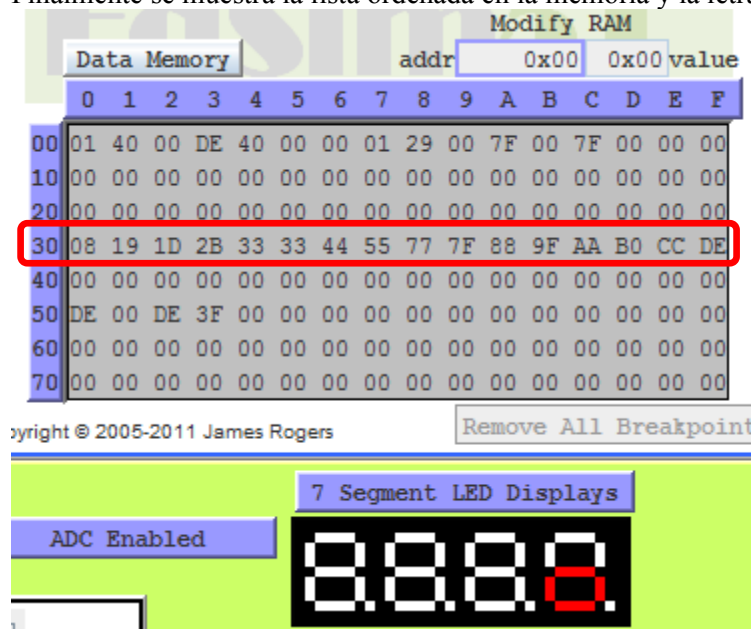 Finalmente se muestra la lista ordenada en la memoria y la letra
Modify RAM
Data Memory addr 0x00 0x00 value
0 1 2 3 4 5 6 7 8 9 A B C D E F
00 01 40 00 DE 40 00 00 01 29 00 7F 00 7F 00 00 00
10 00 00 00 00 00 00 00 00 00 00 00 00 00 00 00 00
20 00 00 00 00 00 00 00 00 00 00 00 00 00 00 00 00
30 08 19 1D 2B 33 33 44 55 77 7F 88 9F AA B0 CC DE
40 00 00 00 00 00 00 00 00 00 00 00 00 00 00 00 00
50 DE 00 DE 3F 00 00 00 00 00 00 00 00 00 00 00 00
60 00 00 00 00 00 00 00 00 00 00 00 00 00 00 00 00
70 00 00 00 00 00 00 00 00 00 00 00 00 00 00 00 00
pyright © 2005-2011 James Rogers Remove All Breakpoint
7 Segment LED Displays
ADC Enabled
8.8.8.8.